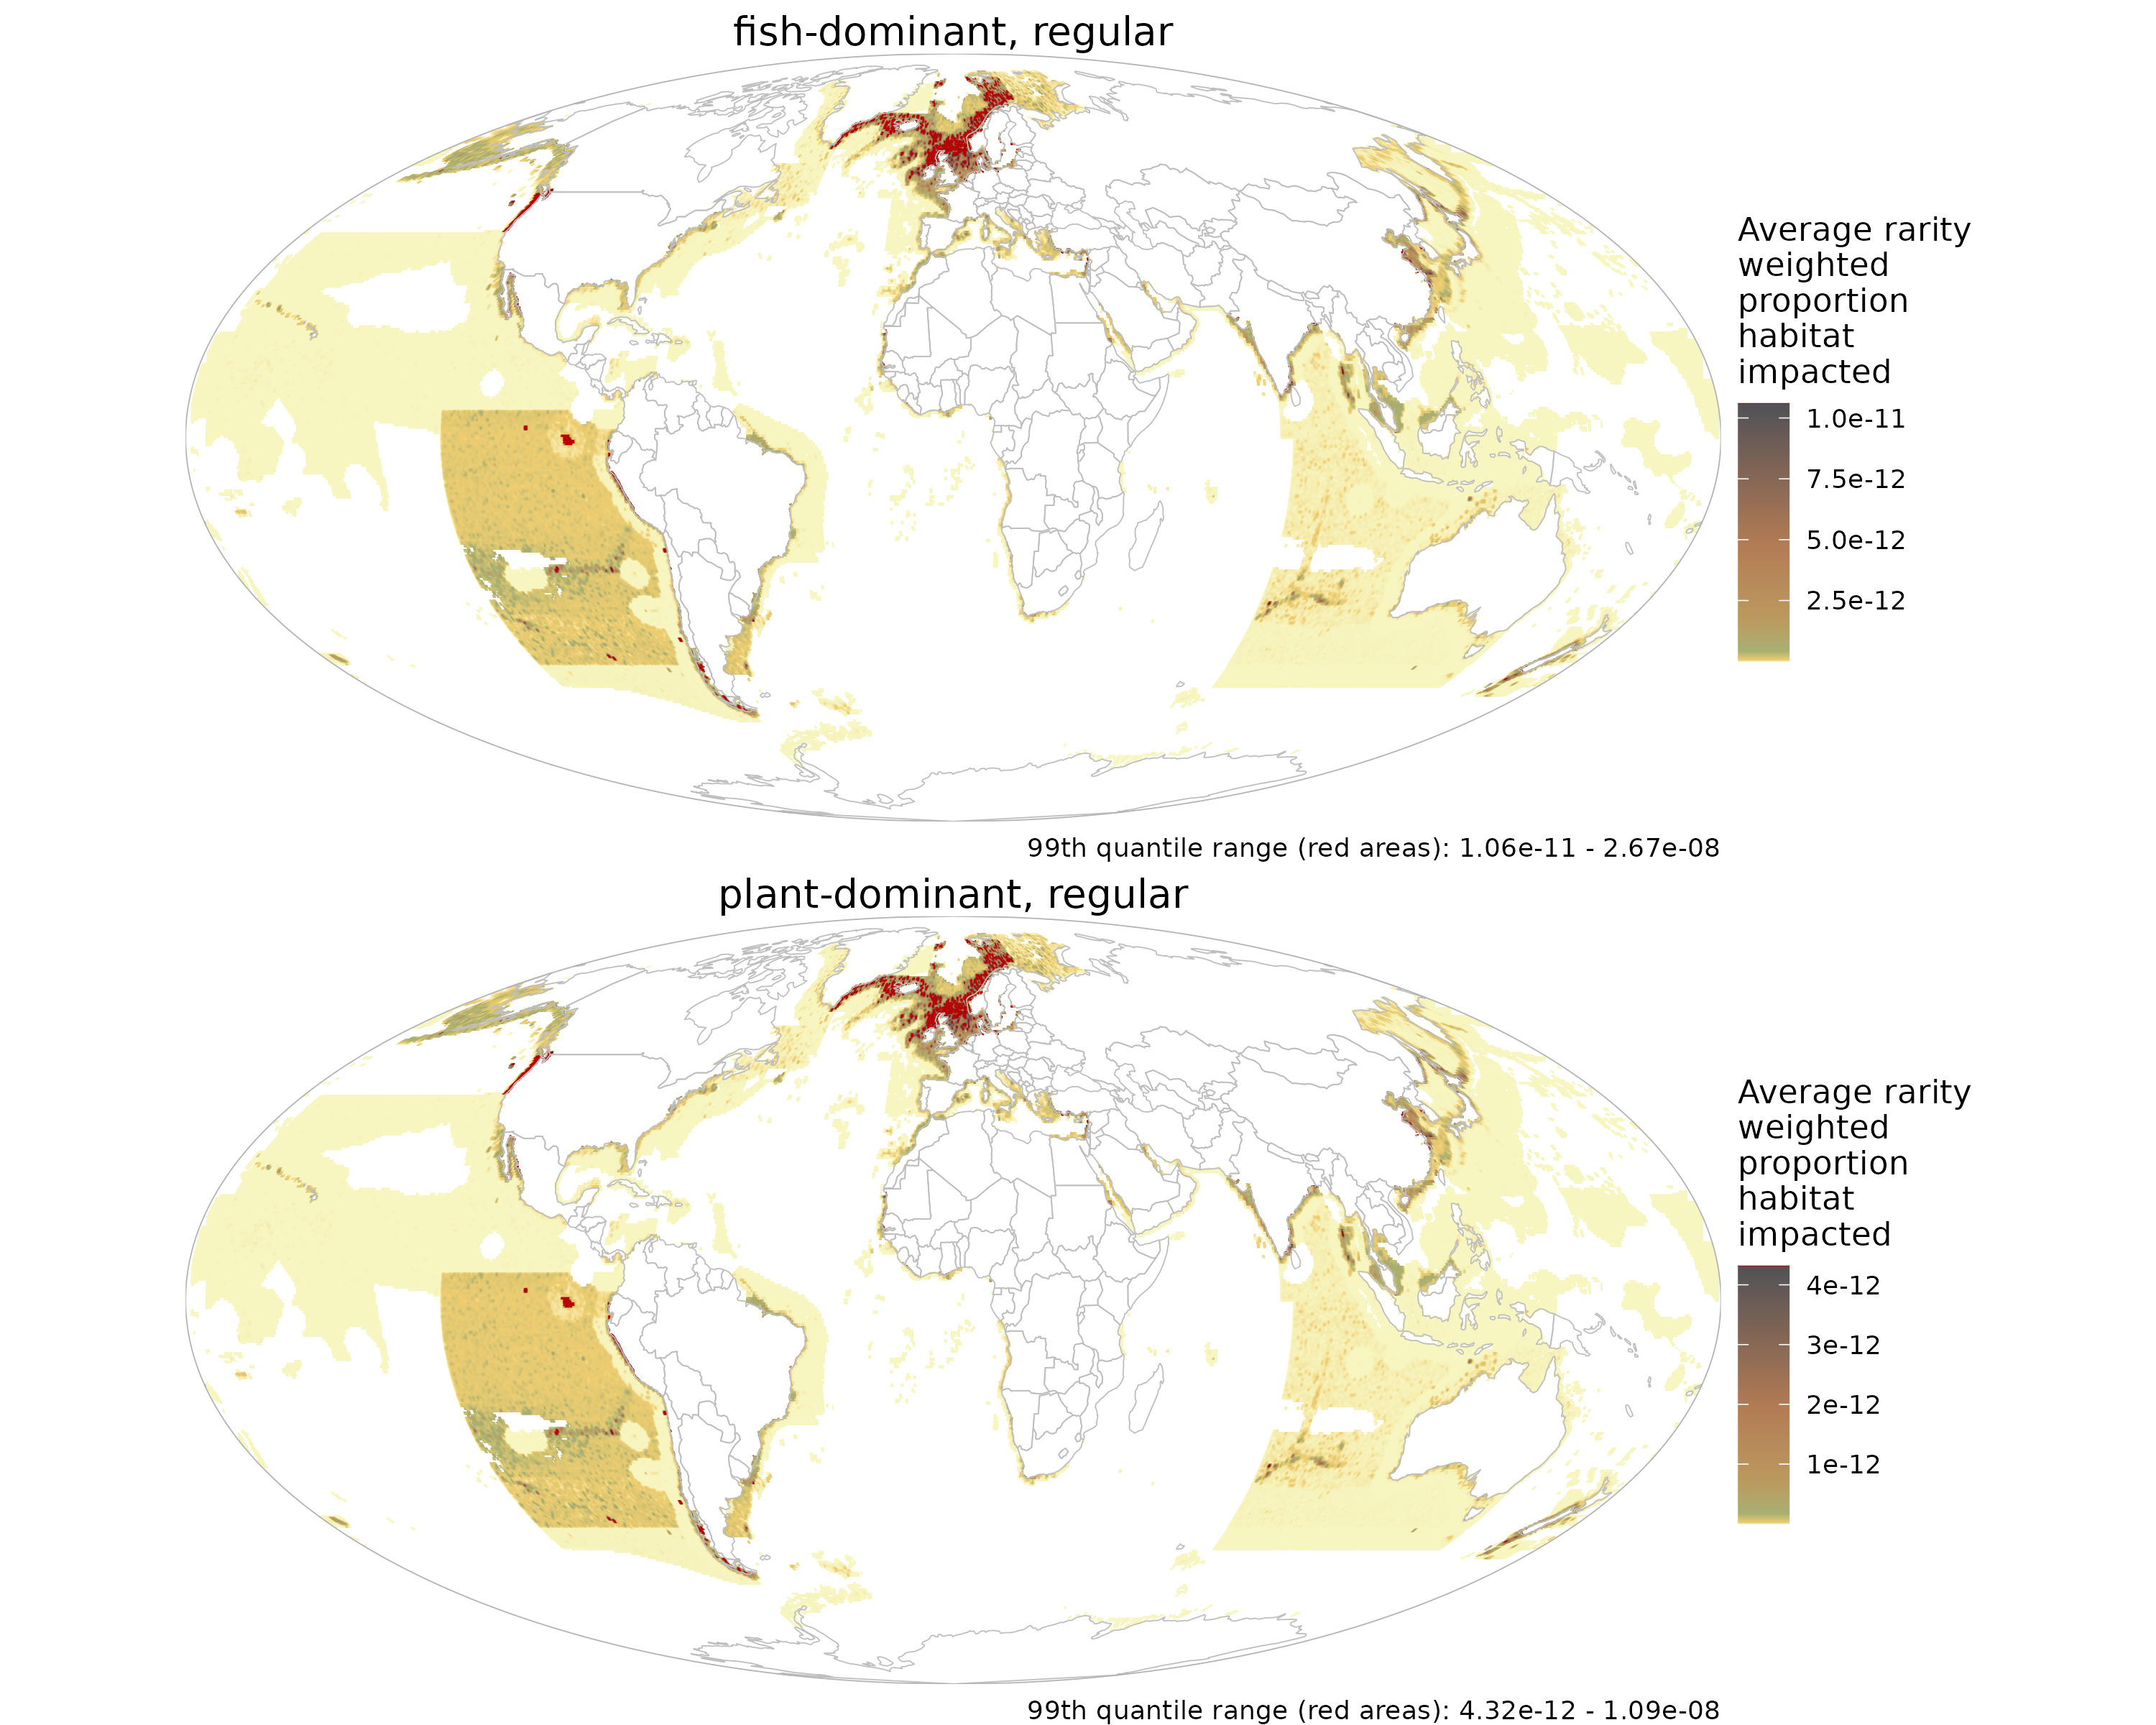 fish-dominant, regular
Average rarity
weighted
proportion
habitat
impacted
1.0e-11
7.5e-12
5.0e-12
2.5e-12
99th quantile range (red areas): 1.06e-11 - 2.67e-08
plant-dominant, regular
Average rarity
weighted
proportion
habitat
impacted
4e-12
3e-12
2e-12
1e-12
99th quantile range (red areas): 4.32e-12 - 1.09e-08